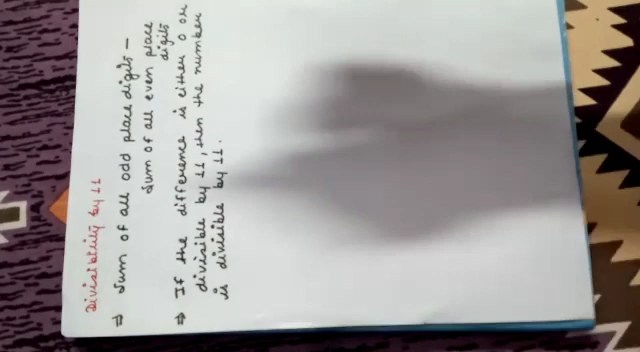 Divisibility by 11
⇒ Sum of all odd place digits -
Sum of all even place
digits
⇒ If the difference is either 0 or
divisible by 11, then the number
is divisible by 11.